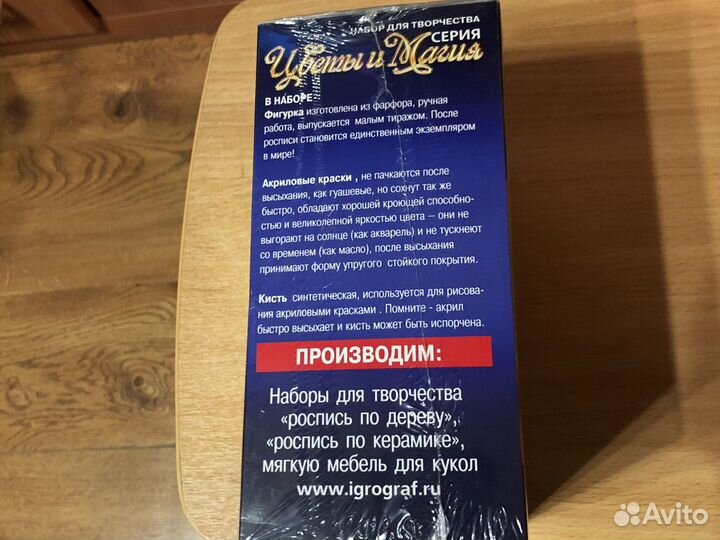 НАБОР ДЛЯ ТВОРЧЕСТВА
СЕРИЯ
Цветы и Магия
В НАБОРЕ
Фигурка изготовлена из фарфора, ручная
работа, выпускается малым тиражом. После
росписи становится единственным экземпляром
в мире!
Акриловые краски , не пачкаются после
высыхания, как гуашевые, но сохнут так же
быстро, обладают хорошей кроющей способно-
стью и великолепной яркостью цвета – они не
выгорают на солнце (как акварель) и не тускнеют
со временем (как масло), после высыхания
принимают форму упругого стойкого покрытия.
Кисть синтетическая, используется для рисова-
ния акриловыми красками . Помните - акрил
быстро высыхает и кисть может быть испорчена.
ПРОИЗВОДИМ:
Наборы для творчества
«роспись по дереву»,
«роспись по керамике»,
мягкую мебель для кукол
www.igrograf.ru
Avito